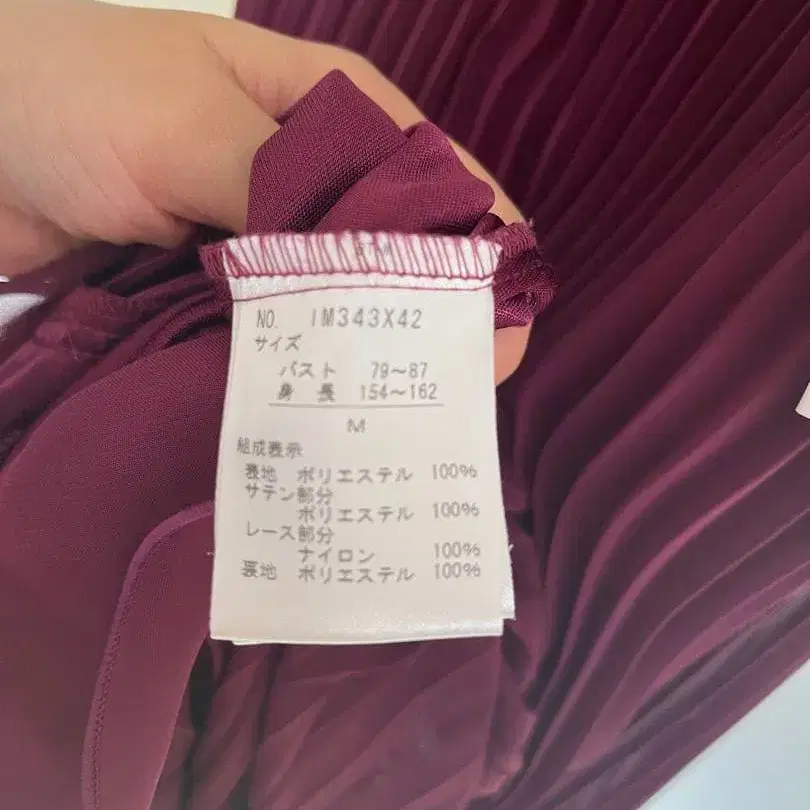 NO. IM343X42
サイズ
バスト 79～87
身長 154～162
M
組成表示
表地 ポリエステル 100%
サテン部分
ポリエステル 100%
レース部分
ナイロン 100%
裏地 ポリエステル 100%